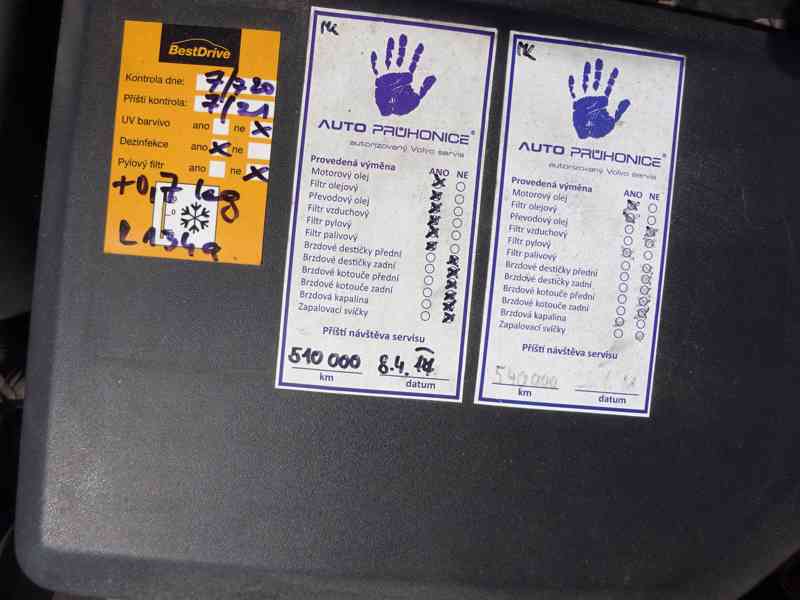 BestDrive
Kontrola dne: 7/720
Příští kontrola: 7/21
UV barvivo ano ne x
Dezinfekce ano x ne
Pylový filtr ano ne x
+0,7 kg
0
R134a
MK
AUTO PRŮHONICE®
autorizovaný Volvo servis
Provedená výměna ANO NE
Motorový olej x
Filtr olejový x
Převodový olej x
Filtr vzduchový x
Filtr pylový x
Filtr palivový x
Brzdové destičky přední x
Brzdové destičky zadní x
Brzdové kotouče přední x
Brzdové kotouče zadní x
Brzdová kapalina x
Zapalovací svíčky x
Příští návštěva servisu
510 000 8.4.
km datum
MK
AUTO PRŮHONICE®
autorizovaný Volvo servis
Provedená výměna ANO NE
Motorový olej x
Filtr olejový x
Převodový olej x
Filtr vzduchový x
Filtr pylový x
Filtr palivový x
Brzdové destičky přední x
Brzdové destičky zadní x
Brzdové kotouče přední x
Brzdové kotouče zadní x
Brzdová kapalina x
Zapalovací svíčky x
Příští návštěva servisu
540 000
km datum